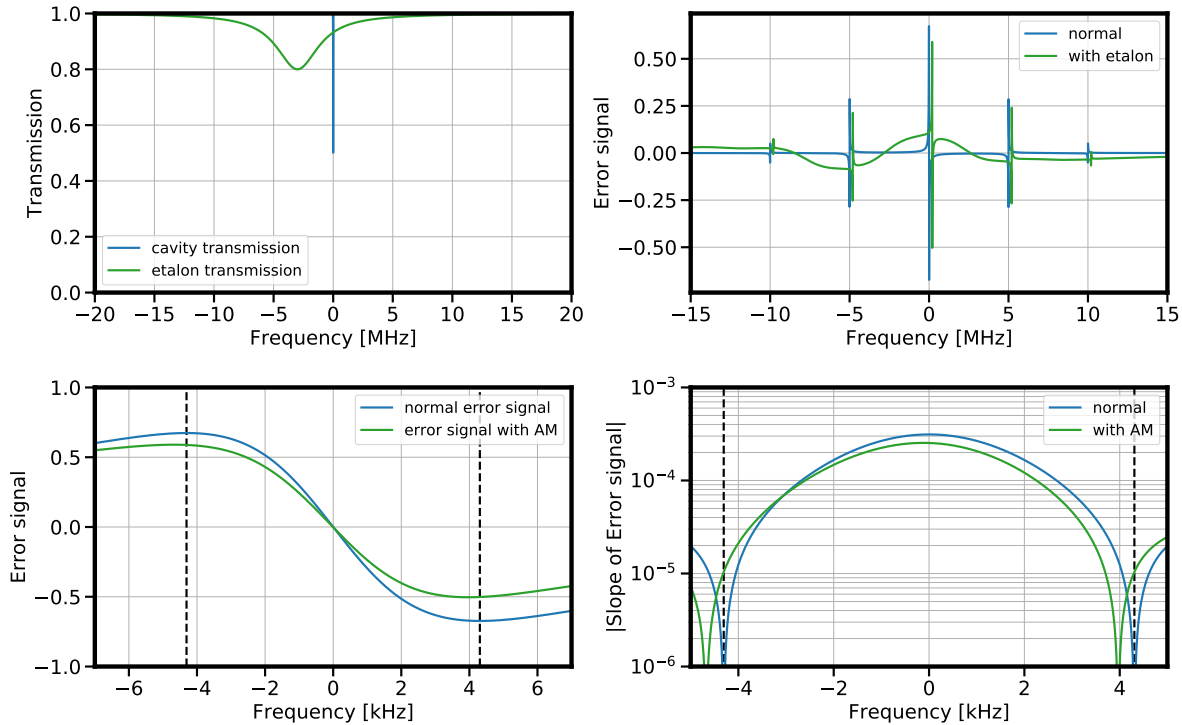 1.0
0.8
0.6
0.4
0.2
0.0
Transmission
cavity transmission
etalon transmission
−20 −15 −10 −5 0 5 10 15 20
Frequency [MHz]
0.50
0.25
0.00
−0.25
−0.50
Error signal
normal
with etalon
−15 −10 −5 0 5 10 15
Frequency [MHz]
1.0
0.5
0.0
−0.5
−1.0
Error signal
normal error signal
error signal with AM
−6 −4 −2 0 2 4 6
Frequency [kHz]
10⁻³
10⁻⁴
10⁻⁵
10⁻⁶
|Slope of Error signal|
normal
with AM
−4 −2 0 2 4
Frequency [kHz]